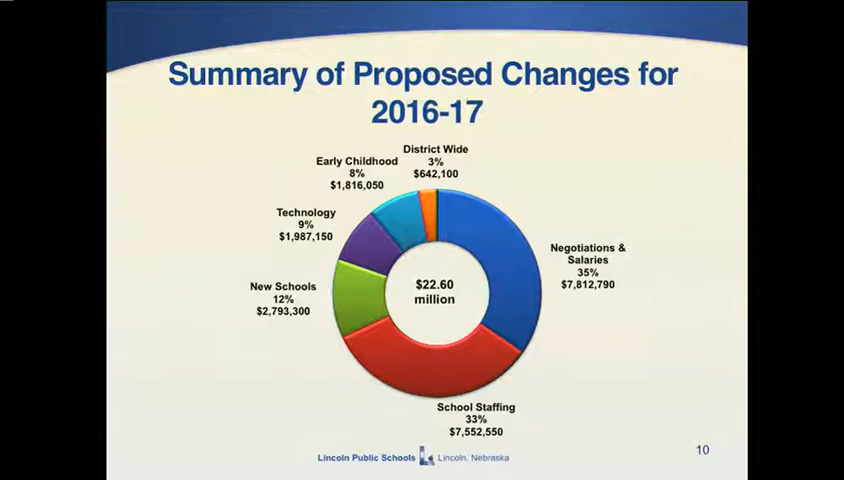 Summary of Proposed Changes for
2016-17
District Wide
3%
$642,100
Early Childhood
8%
$1,816,050
Technology
9%
$1,987,150
Negotiations &
Salaries
35%
$7,812,790
New Schools
12%
$2,793,300
$22.60
million
School Staffing
33%
$7,552,550
Lincoln Public Schools
Lincoln, Nebraska
10